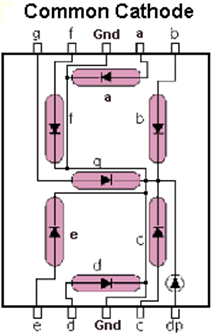 Common Cathode
g f Gnd a b
a
f b
g
e c
d
e d Gnd c dp